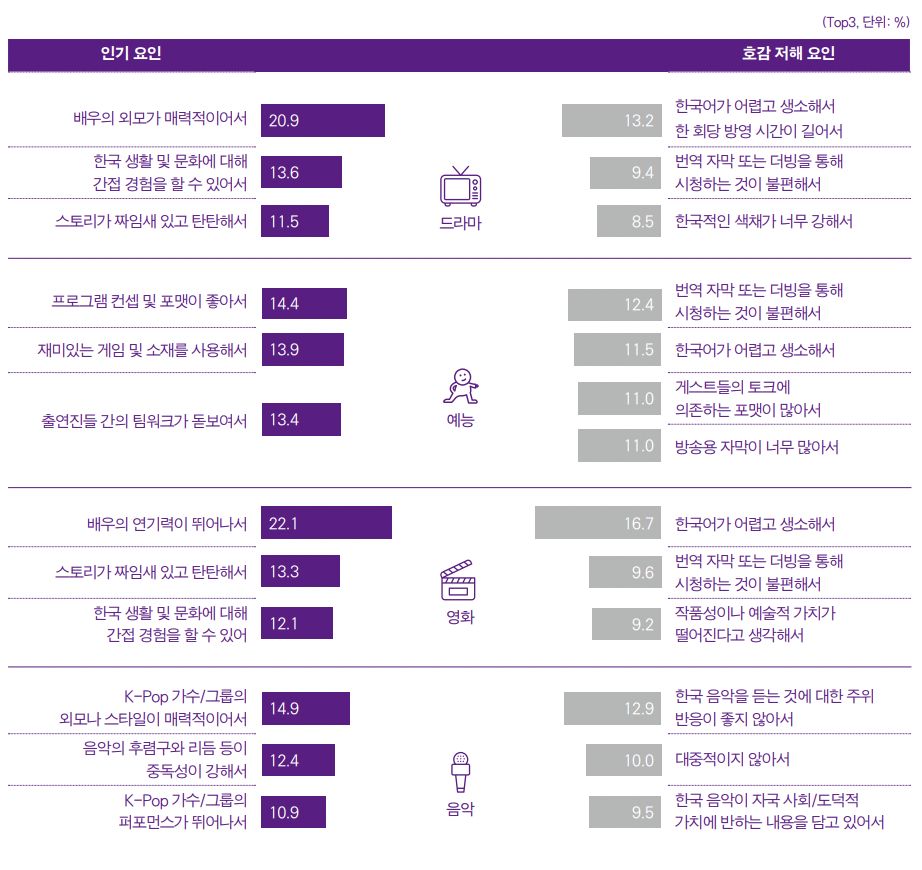 (Top3, 단위: %)
인기 요인
호감 저해 요인
배우의 외모가 매력적이어서
20.9
13.2
한국어가 어렵고 생소해서
한 회당 방영 시간이 길어서
한국 생활 및 문화에 대해
간접 경험을 할 수 있어서
13.6
9.4
번역 자막 또는 더빙을 통해
시청하는 것이 불편해서
스토리가 짜임새 있고 탄탄해서
11.5
드라마
8.5
한국적인 색채가 너무 강해서
프로그램 컨셉 및 포맷이 좋아서
14.4
12.4
번역 자막 또는 더빙을 통해
시청하는 것이 불편해서
재미있는 게임 및 소재를 사용해서
13.9
11.5
한국어가 어렵고 생소해서
출연진들 간의 팀워크가 돋보여서
13.4
예능
11.0
게스트들의 토크에
의존하는 포맷이 많아서
11.0
방송용 자막이 너무 많아서
배우의 연기력이 뛰어나서
22.1
16.7
한국어가 어렵고 생소해서
스토리가 짜임새 있고 탄탄해서
13.3
9.6
번역 자막 또는 더빙을 통해
시청하는 것이 불편해서
한국 생활 및 문화에 대해
간접 경험을 할 수 있어
12.1
영화
9.2
작품성이나 예술적 가치가
떨어진다고 생각해서
K-Pop 가수/그룹의
외모나 스타일이 매력적이어서
14.9
12.9
한국 음악을 듣는 것에 대한 주위
반응이 좋지 않아서
음악의 후렴구와 리듬 등이
중독성이 강해서
12.4
10.0
대중적이지 않아서
K-Pop 가수/그룹의
퍼포먼스가 뛰어나서
10.9
음악
9.5
한국 음악이 자국 사회/도덕적
가치에 반하는 내용을 담고 있어서